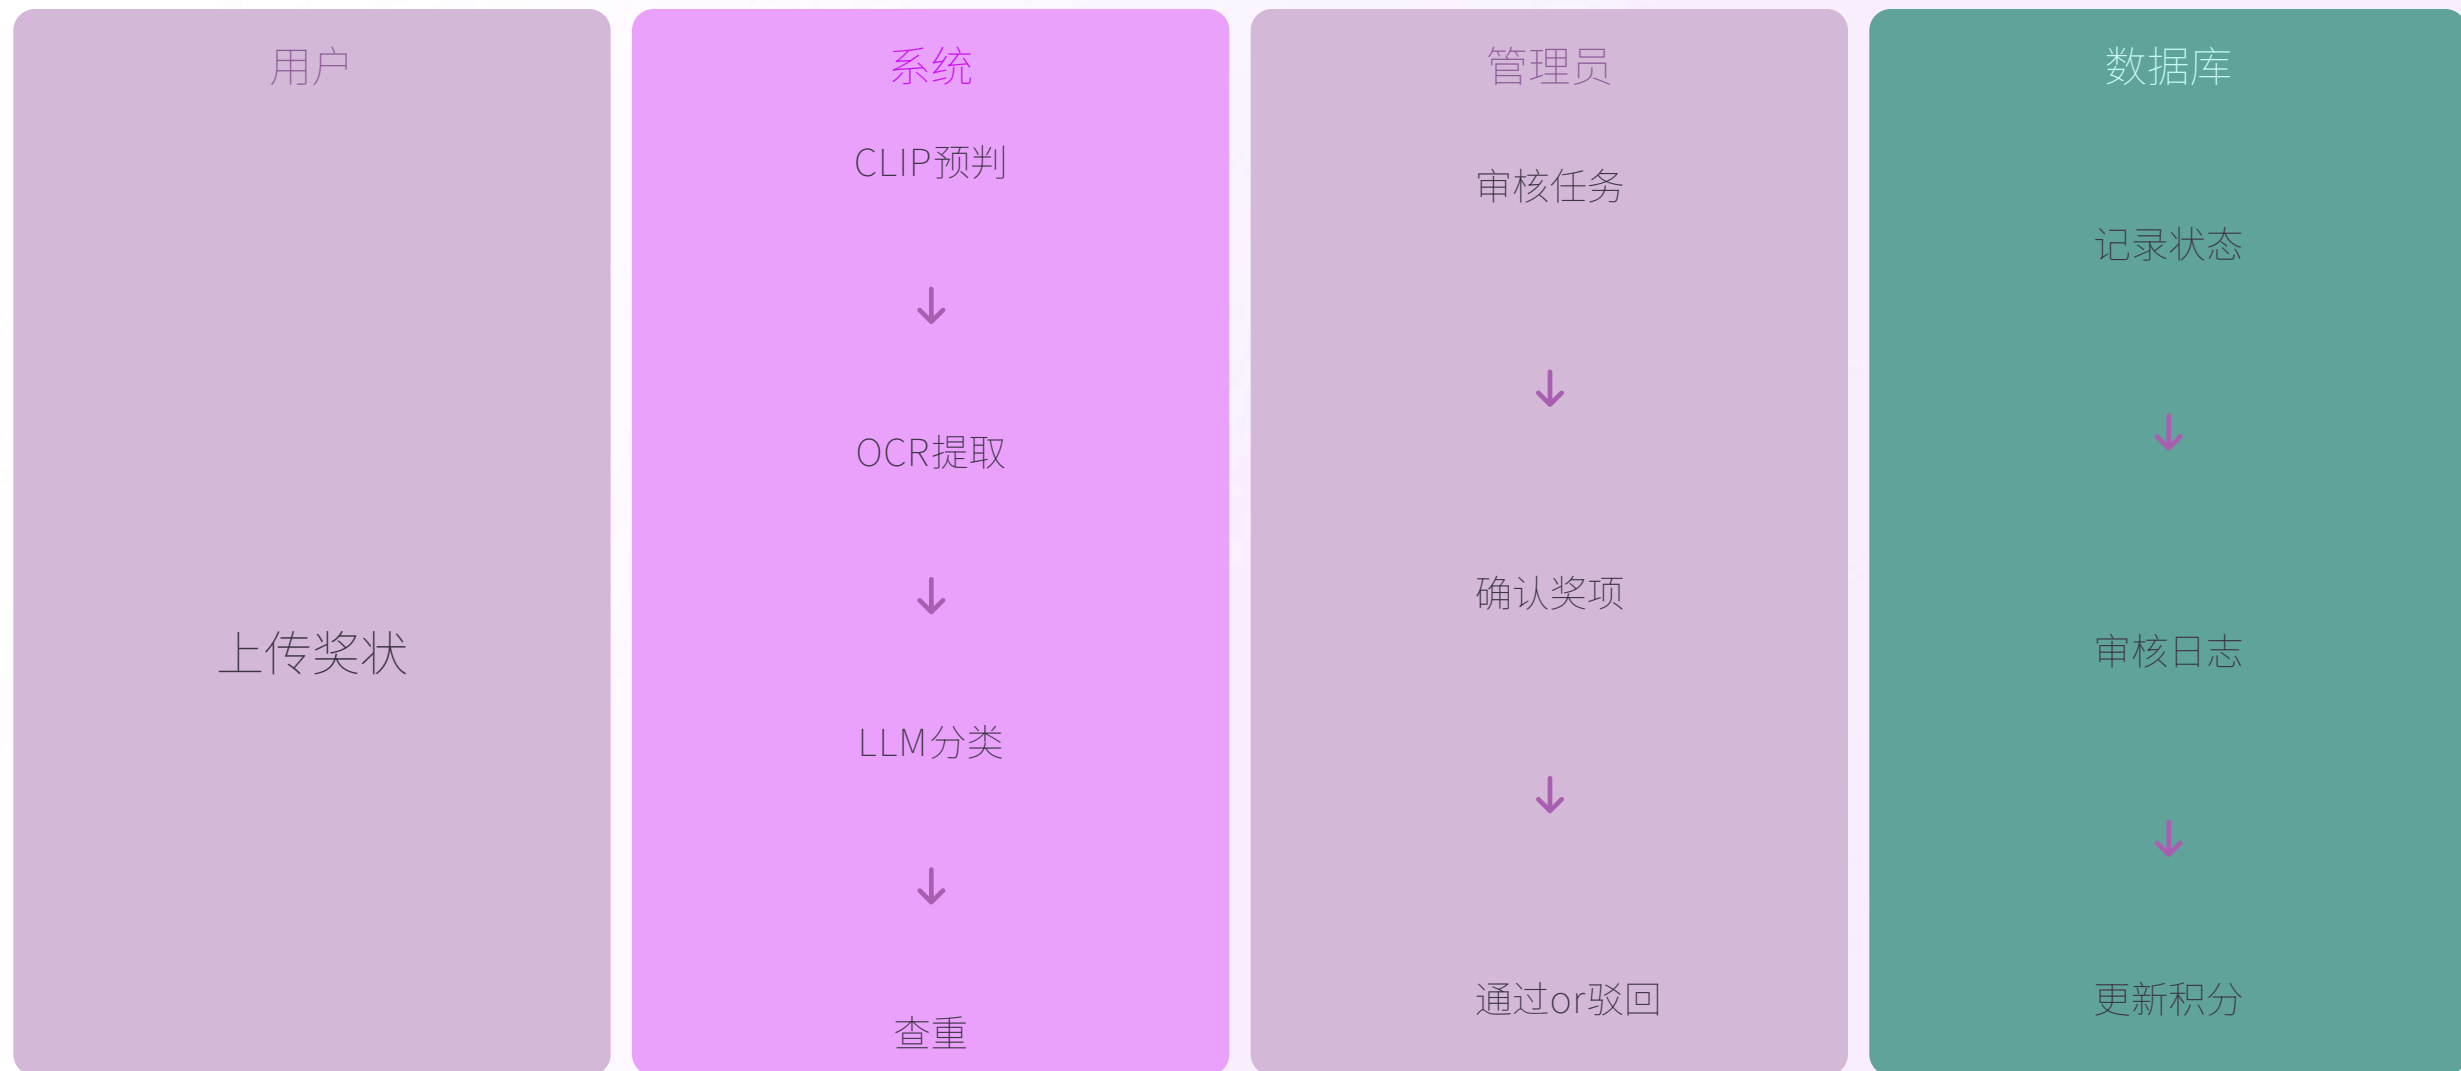 用户
上传奖状
系统
CLIP预判
OCR提取
LLM分类
查重
管理员
审核任务
确认奖项
通过or驳回
数据库
记录状态
审核日志
更新积分